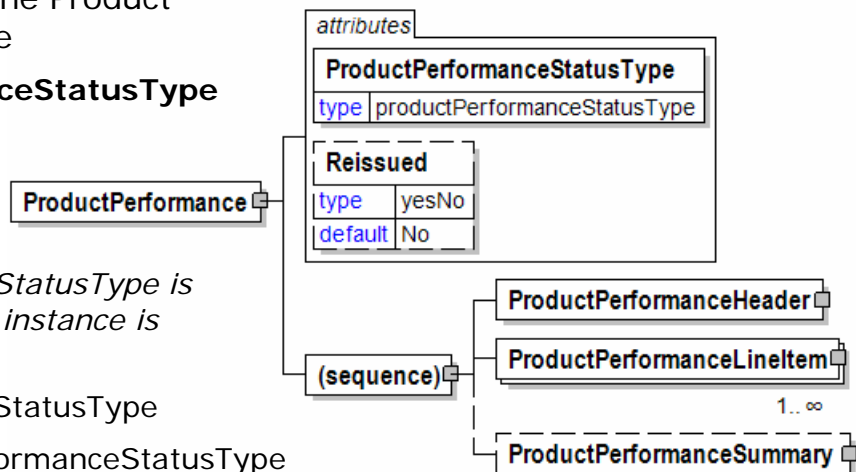 he Product
e
ceStatusType
StatusType is
instance is
StatusType
ormanceStatusType
attributes
ProductPerformanceStatusType
type productPerformanceStatusType
Reissued
type yesNo
default No
ProductPerformance
(sequence)
ProductPerformanceHeader
ProductPerformanceLineItem
1.. ∞
ProductPerformanceSummary